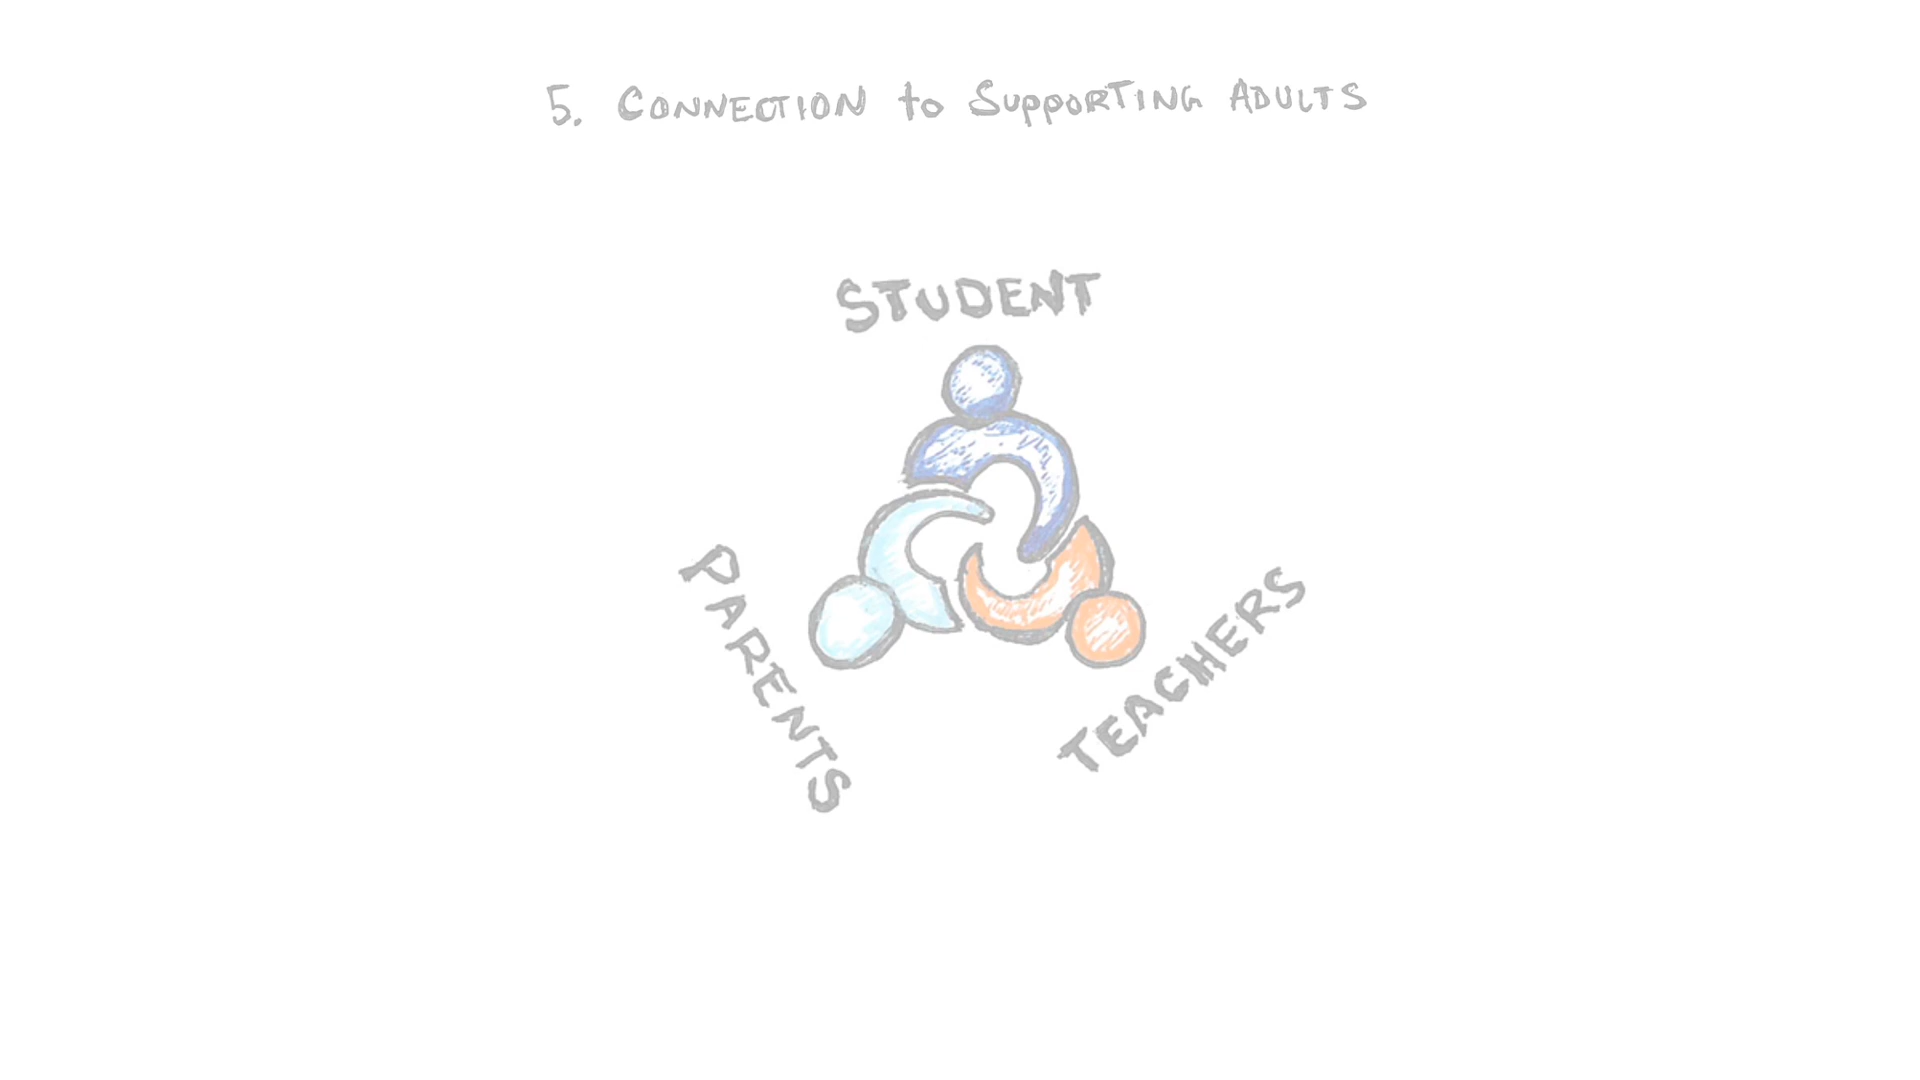 5. CONNECTION to SUPPORTING ADULTS
STUDENT
PARENTS
TEACHERS